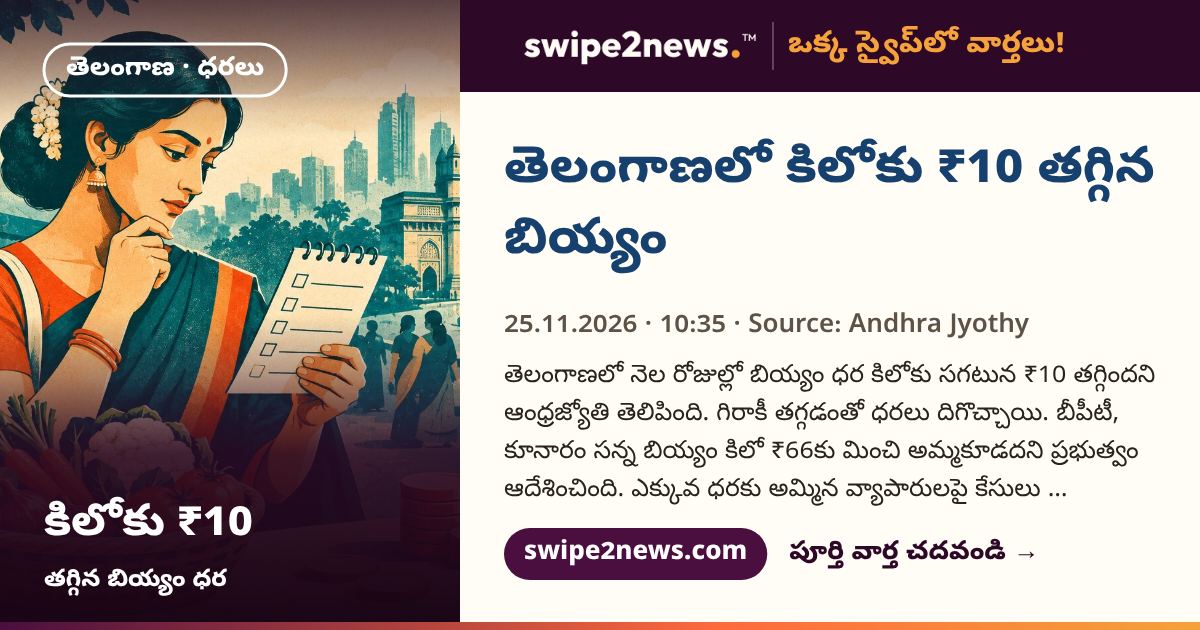 తెలంగాణ · ధరలు
కిలోకు ₹10
తగ్గిన బియ్యం ధర
swipe2news.™
ఒక్క స్వైప్‌లో వార్తలు!
తెలంగాణలో కిలోకు ₹10 తగ్గిన
బియ్యం
25.11.2026 · 10:35 · Source: Andhra Jyothy
తెలంగాణలో నెల రోజుల్లో బియ్యం ధర కిలోకు సగటున ₹10 తగ్గిందని
ఆంధ్రజ్యోతి తెలిపింది. గిరాకీ తగ్గడంతో ధరలు దిగొచ్చాయి. బీపీటీ,
కూనారం సన్న బియ్యం కిలో ₹66కు మించి అమ్మకూడదని ప్రభుత్వం
ఆదేశించింది. ఎక్కువ ధరకు అమ్మిన వ్యాపారులపై కేసులు ...
swipe2news.com
పూర్తి వార్త చదవండి →